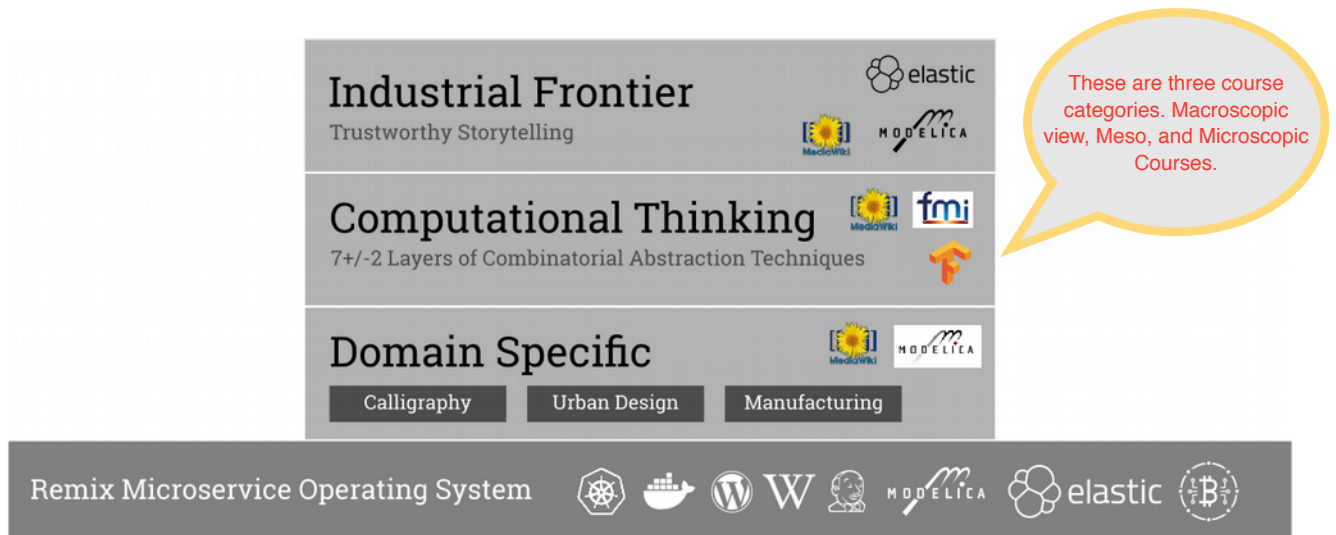 Industrial Frontier
Trustworthy Storytelling
elastic
MediaWiki
MODELICA
These are three course
categories. Macroscopic
view, Meso, and Microscopic
Courses.
Computational Thinking
7+/-2 Layers of Combinatorial Abstraction Techniques
MediaWiki
fmi
Domain Specific
MediaWiki
MODELICA
Calligraphy
Urban Design
Manufacturing
Remix Microservice Operating System
W
W
MODELICA
elastic
B